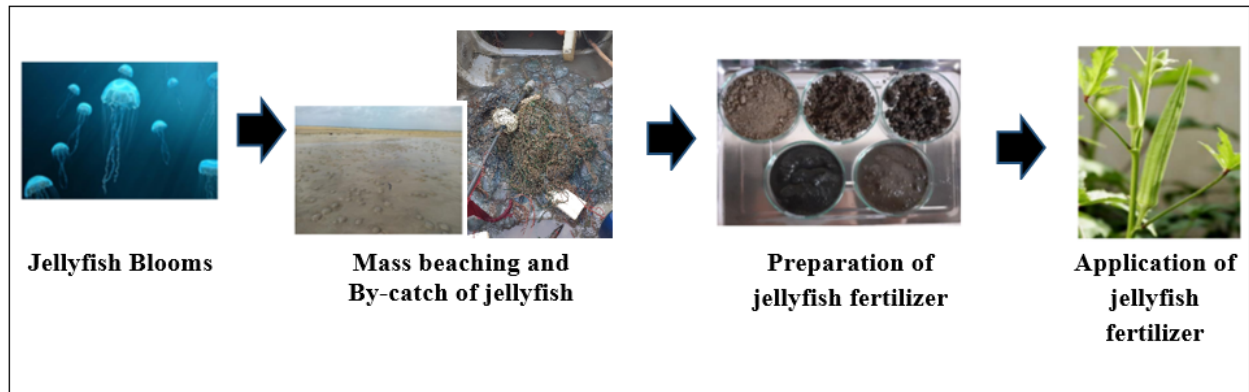 Jellyfish Blooms
Mass beaching and
By-catch of jellyfish
Preparation of
jellyfish fertilizer
Application of
jellyfish
fertilizer